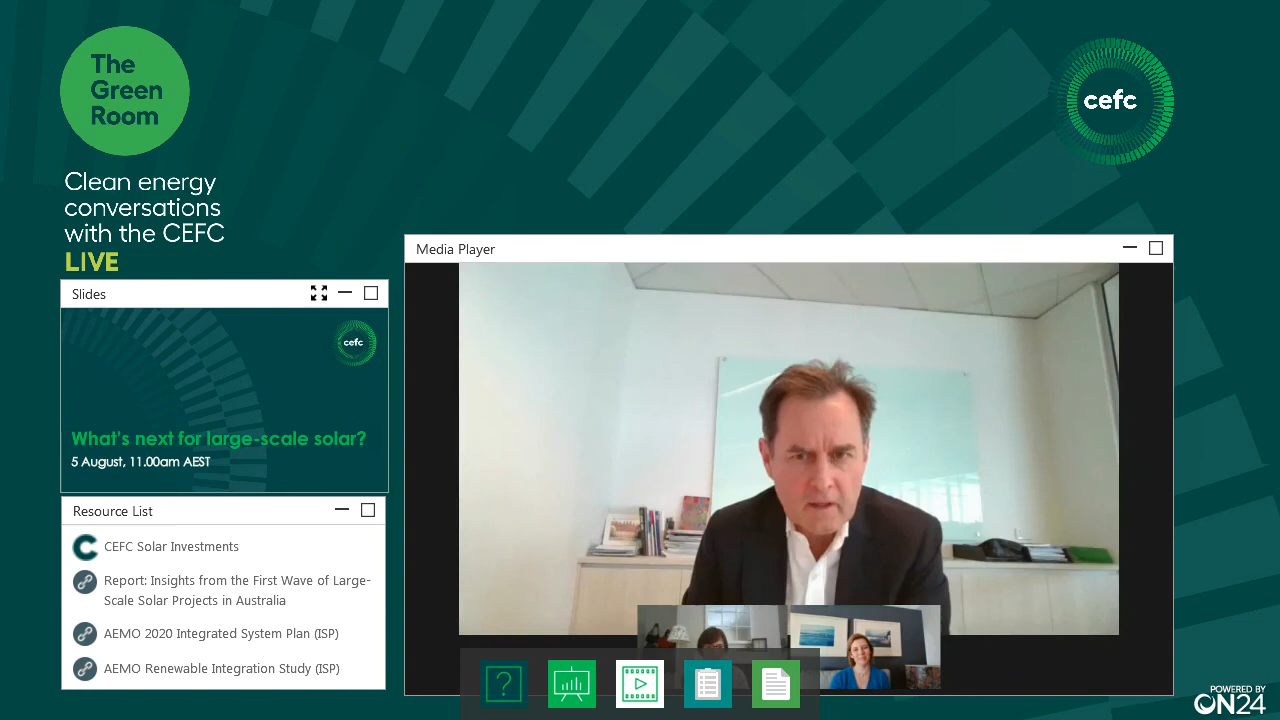 The
Green
Room
cefc
Clean energy
conversations
with the CEFC
LIVE
Media Player
Slides
cefc
What's next for large-scale solar?
5 August, 11.00am AEST
Resource List
CEFC Solar Investments
Report: Insights from the First Wave of Large-
Scale Solar Projects in Australia
AEMO 2020 Integrated System Plan (ISP)
AEMO Renewable Integration Study (ISP)
?
POWERED BY
ON24